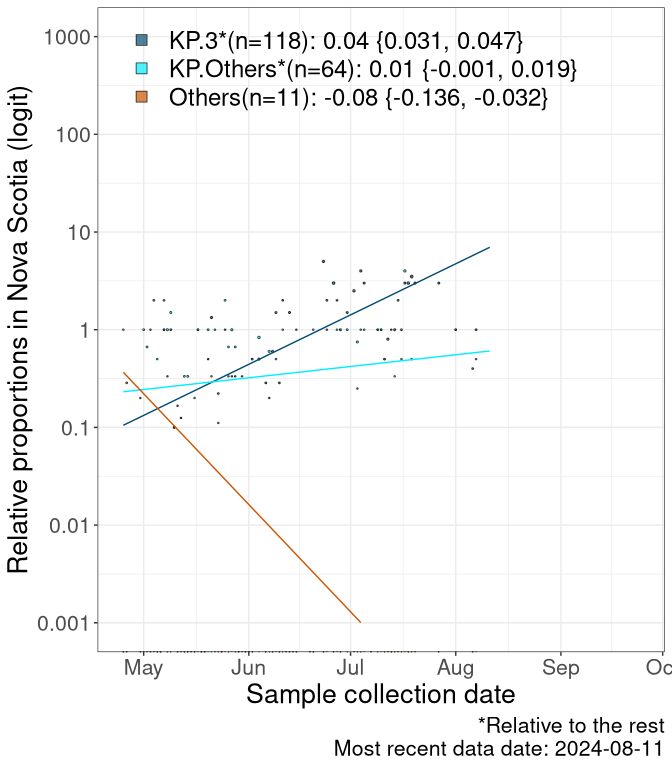 KP.3*(n=118): 0.04 {0.031, 0.047}
KP.Others*(n=64): 0.01 {-0.001, 0.019}
Others(n=11): -0.08 {-0.136, -0.032}
Relative proportions in Nova Scotia (logit)
1000
100
10
1
0.1
0.01
0.001
May Jun Jul Aug Sep Oc
Sample collection date
*Relative to the rest
Most recent data date: 2024-08-11